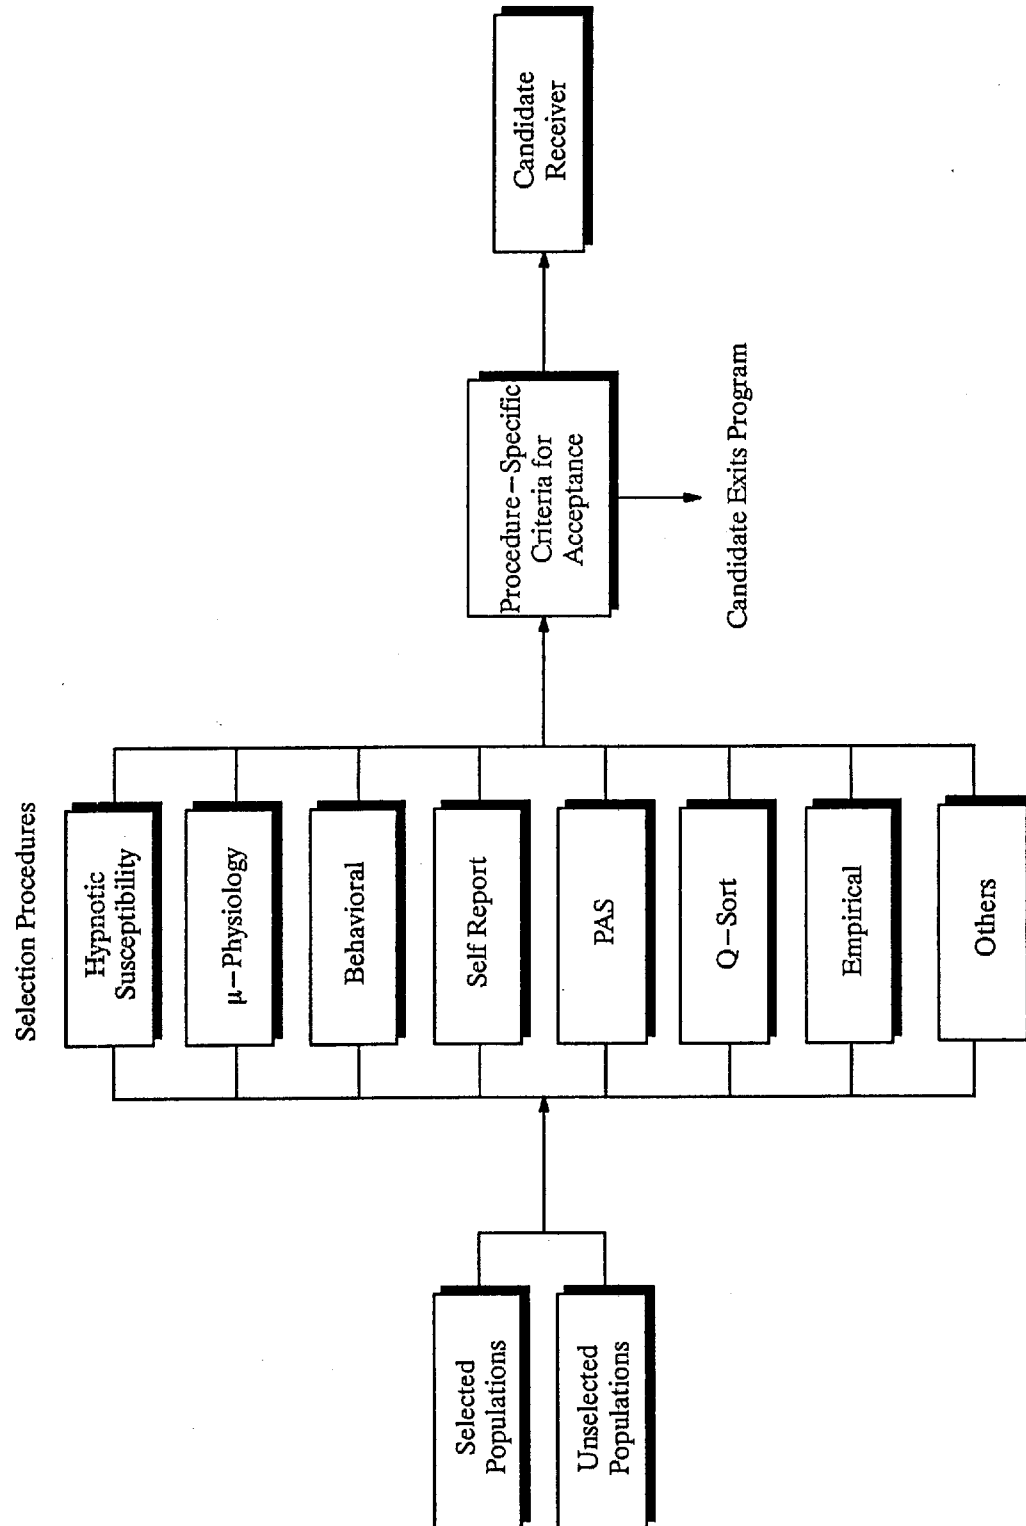 Selection Procedures
Selected
Populations
Unselected
Populations
Hypnotic
Susceptibility
μ−Physiology
Behavioral
Self Report
PAS
Q−Sort
Empirical
Others
Procedure−Specific
Criteria for
Acceptance
Candidate Exits Program
Candidate
Receiver